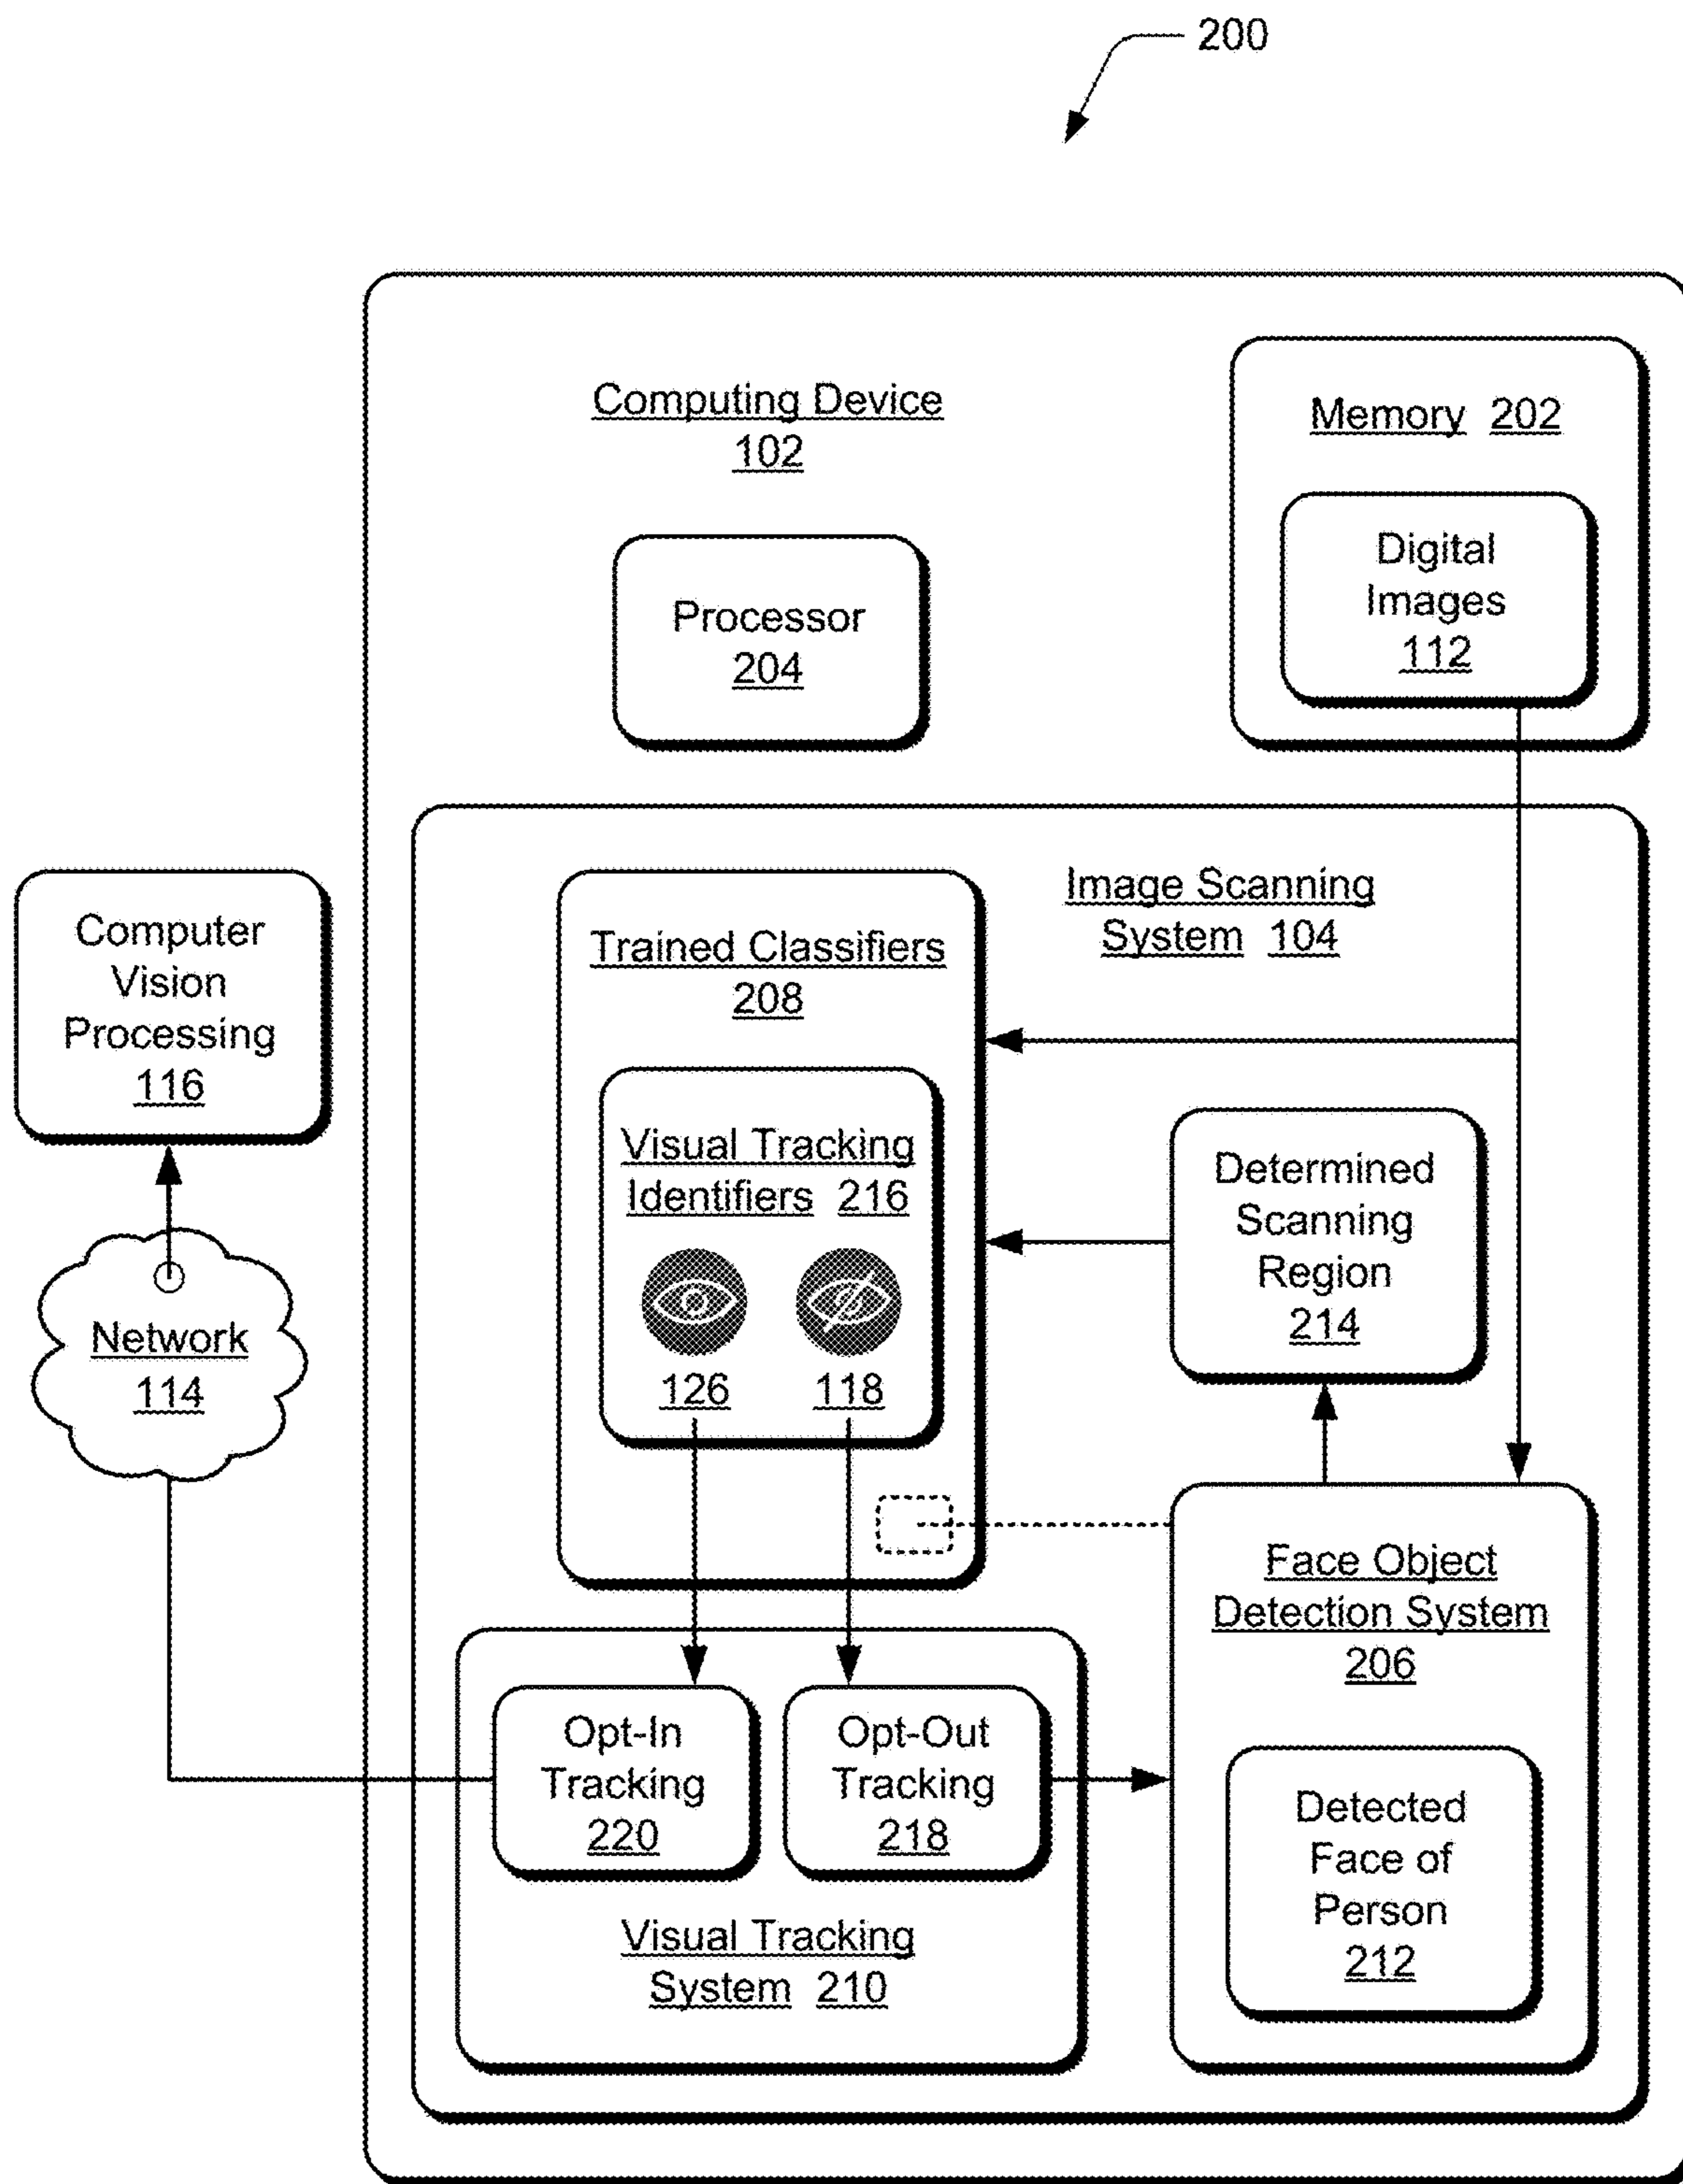 200
Computing Device
102
Memory 202
Digital
Images
112
Processor
204
Image Scanning
System 104
Trained Classifiers
208
Computer
Vision
Processing
116
Visual Tracking
Identifiers 216
126
118
Determined
Scanning
Region
214
Network
114
Face Object
Detection System
206
Opt-In
Tracking
220
Opt-Out
Tracking
218
Detected
Face of
Person
212
Visual Tracking
System 210